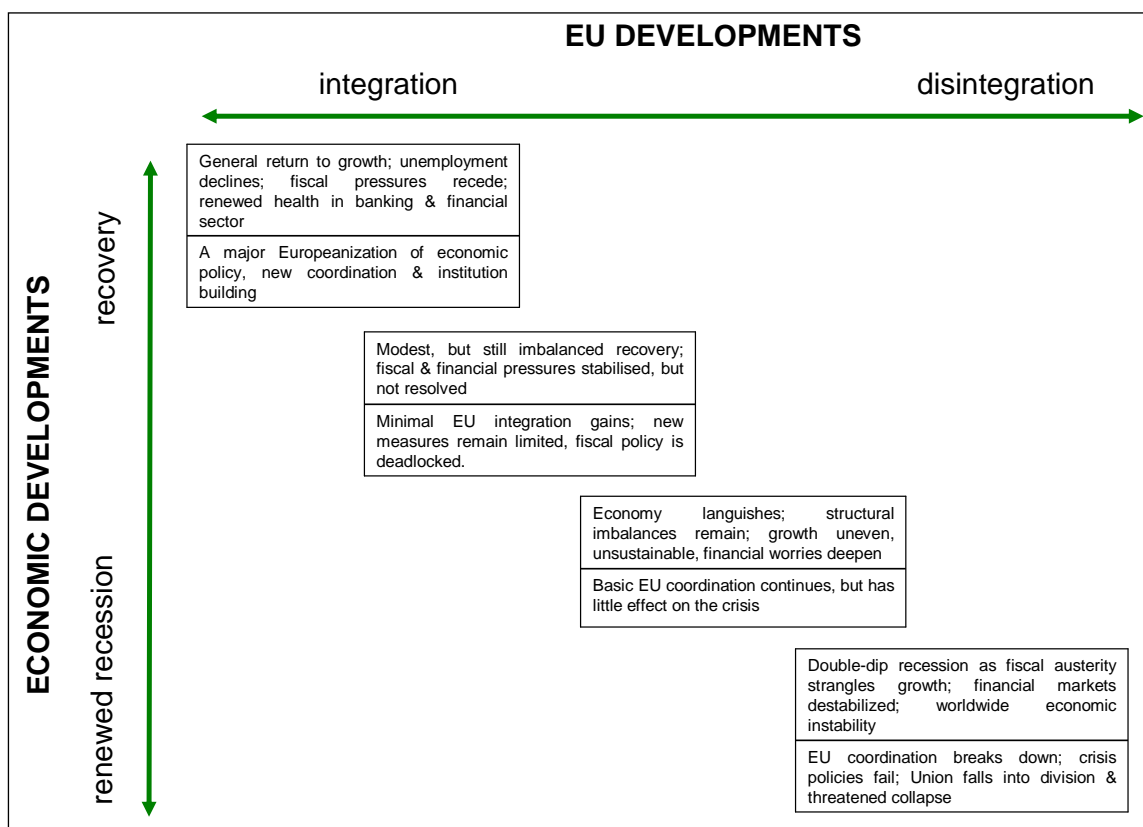 EU DEVELOPMENTS
integration
disintegration
ECONOMIC DEVELOPMENTS
recovery
renewed recession
General return to growth; unemployment
declines; fiscal pressures recede;
renewed health in banking & financial
sector
A major Europeanization of economic
policy, new coordination & institution
building
Modest, but still imbalanced recovery;
fiscal & financial pressures stabilised, but
not resolved
Minimal EU integration gains; new
measures remain limited, fiscal policy is
deadlocked.
Economy languishes; structural
imbalances remain; growth uneven,
unsustainable, financial worries deepen
Basic EU coordination continues, but has
little effect on the crisis
Double-dip recession as fiscal austerity
strangles growth; financial markets
destabilized; worldwide economic
instability
EU coordination breaks down; crisis
policies fail; Union falls into division &
threatened collapse